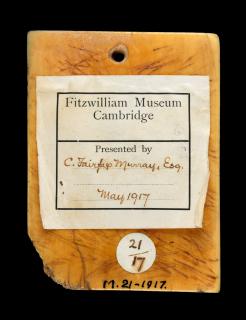 Fitzwilliam Museum
Cambridge
Presented by
C. Fairfax Murray, Esq.
May 1917
21
17
M.21-1917.